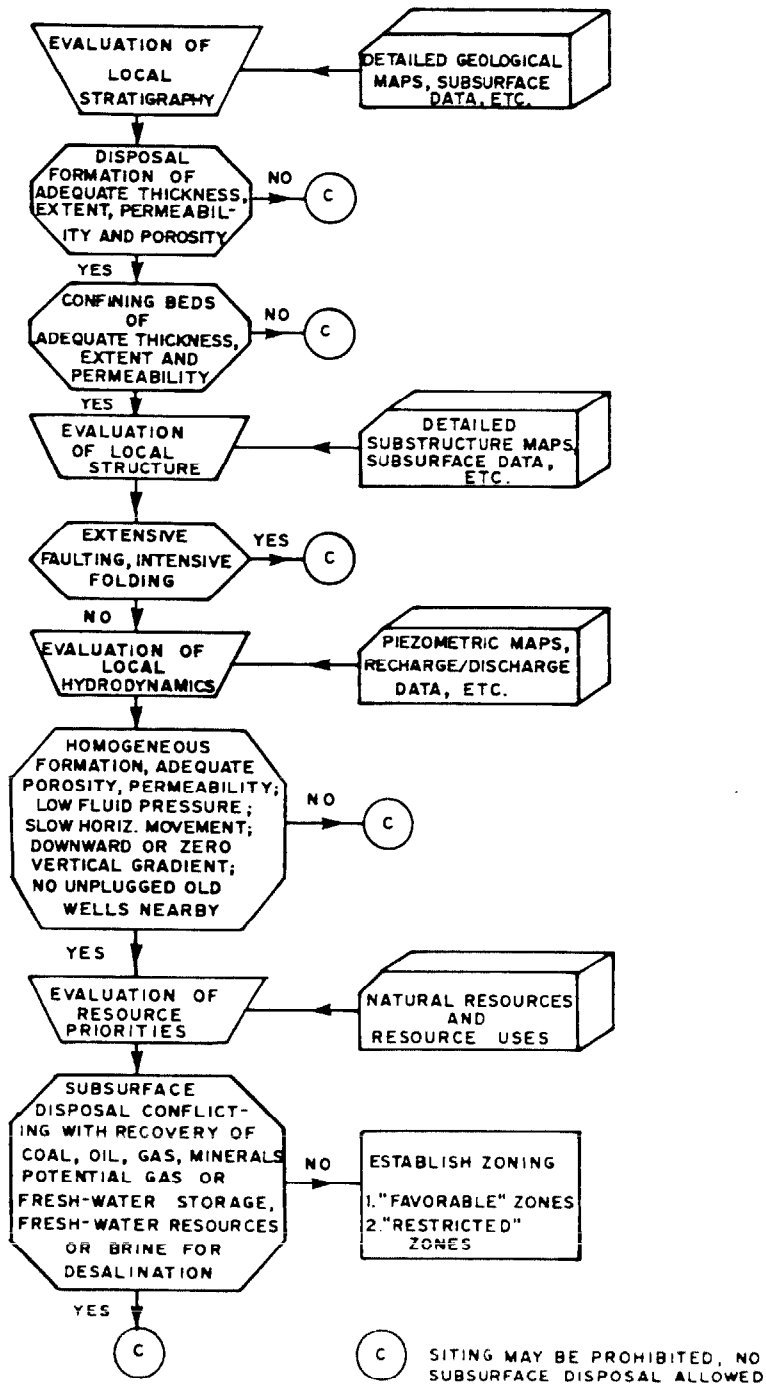 EVALUATION OF
LOCAL
STRATIGRAPHY
DETAILED GEOLOGICAL
MAPS, SUBSURFACE
DATA, ETC.
DISPOSAL
FORMATION OF
ADEQUATE THICKNESS,
EXTENT, PERMEABIL-
ITY AND POROSITY
NO
C
YES
CONFINING BEDS
OF
ADEQUATE THICKNESS,
EXTENT AND
PERMEABILITY
NO
C
YES
EVALUATION
OF LOCAL
STRUCTURE
DETAILED
SUBSTRUCTURE MAPS,
SUBSURFACE DATA,
ETC.
EXTENSIVE
FAULTING, INTENSIVE
FOLDING
YES
C
NO
EVALUATION OF
LOCAL
HYDRODYNAMICS
PIEZOMETRIC MAPS,
RECHARGE/DISCHARGE
DATA, ETC.
HOMOGENEOUS
FORMATION, ADEQUATE
POROSITY, PERMEABILITY;
LOW FLUID PRESSURE;
SLOW HORIZ. MOVEMENT;
DOWNWARD OR ZERO
VERTICAL GRADIENT;
NO UNPLUGGED OLD
WELLS NEARBY
NO
C
YES
EVALUATION OF
RESOURCE
PRIORITIES
NATURAL RESOURCES
AND
RESOURCE USES
SUBSURFACE
DISPOSAL CONFLICT-
ING WITH RECOVERY OF
COAL, OIL, GAS, MINERALS
POTENTIAL GAS OR
FRESH-WATER STORAGE,
FRESH-WATER RESOURCES
OR BRINE FOR
DESALINATION
NO
ESTABLISH ZONING
1."FAVORABLE" ZONES
2."RESTRICTED"
ZONES
YES
C
C
SITING MAY BE PROHIBITED, NO
SUBSURFACE DISPOSAL ALLOWED